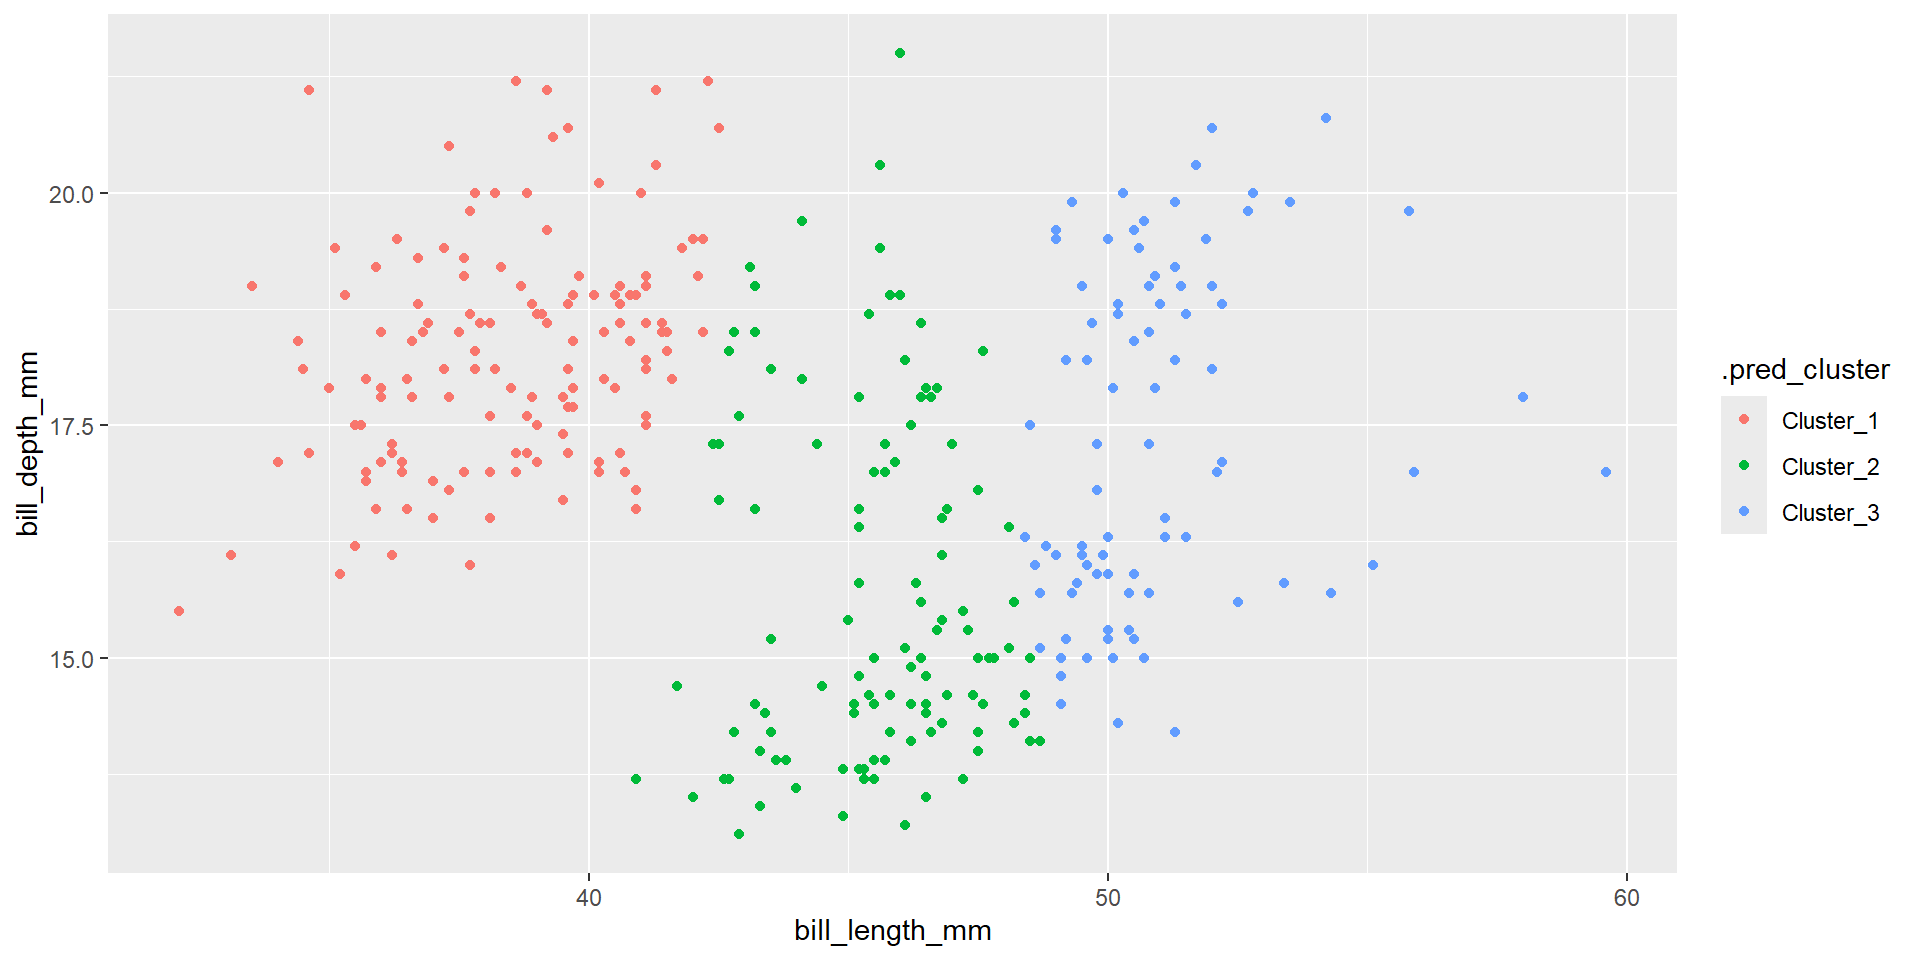 20.0
17.5
15.0
bill_depth_mm
40
50
60
bill_length_mm
.pred_cluster
Cluster_1
Cluster_2
Cluster_3